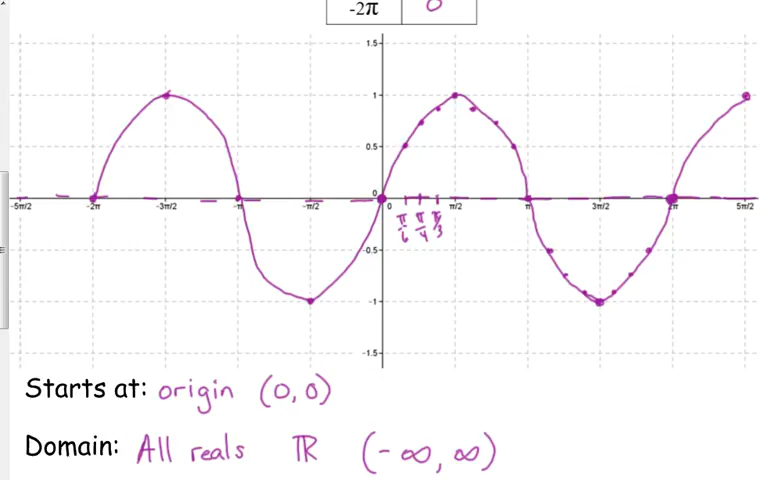 -2π 0
1.5
1
0.5
0
-5π/2 -2π -3π/2 -π -π/2 0 π/2 π 3π/2 2π 5π/2
π/6 π/4 π/3
-0.5
-1
-1.5
Starts at: origin (0,0)
Domain: All reals ℝ (-∞, ∞)